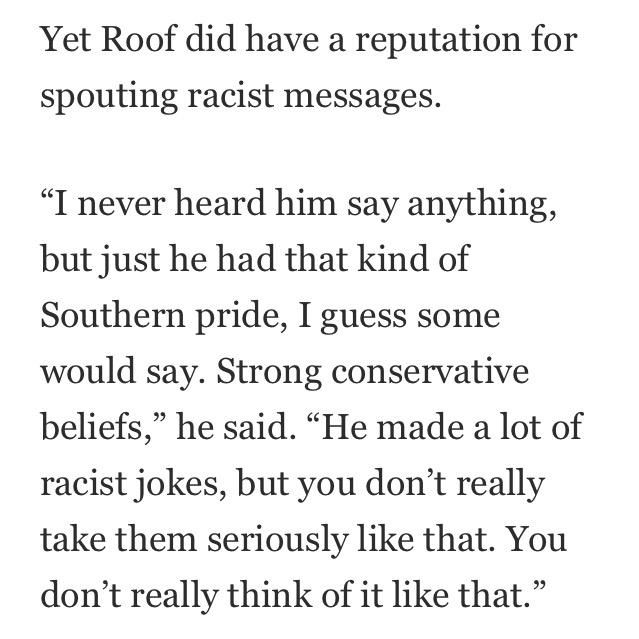 Yet Roof did have a reputation for
spouting racist messages.
“I never heard him say anything,
but just he had that kind of
Southern pride, I guess some
would say. Strong conservative
beliefs,” he said. “He made a lot of
racist jokes, but you don’t really
take them seriously like that. You
don’t really think of it like that.”